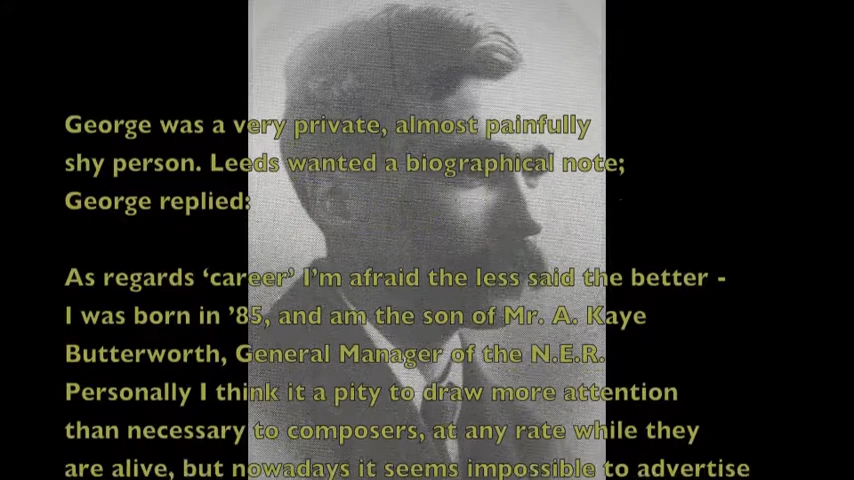 George was a very private, almost painfully
shy person. Leeds wanted a biographical note;
George replied:
As regards ‘career’ I’m afraid the less said the better -
I was born in ’85, and am the son of Mr. A. Kaye
Butterworth, General Manager of the N.E.R.
Personally I think it a pity to draw more attention
than necessary to composers, at any rate while they
are alive, but nowadays it seems impossible to advertise